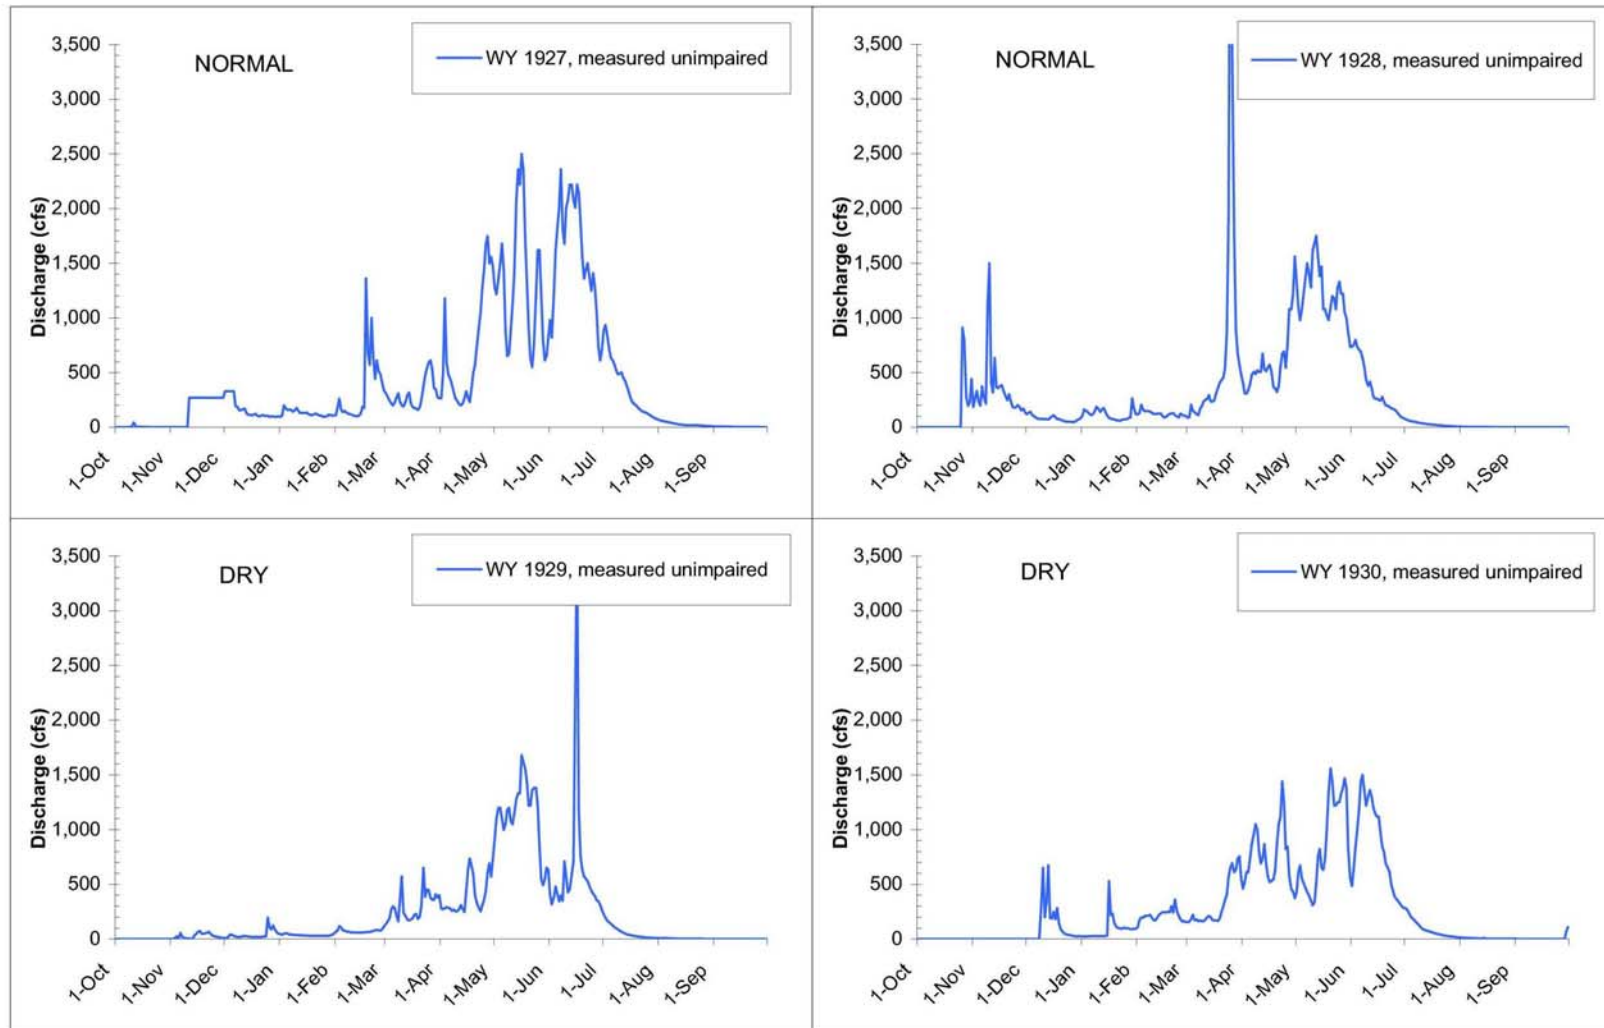 NORMAL
WY 1927, measured unimpaired
3,500
3,000
2,500
2,000
1,500
1,000
500
0
Discharge (cfs)
1-Oct 1-Nov 1-Dec 1-Jan 1-Feb 1-Mar 1-Apr 1-May 1-Jun 1-Jul 1-Aug 1-Sep
NORMAL
WY 1928, measured unimpaired
3,500
3,000
2,500
2,000
1,500
1,000
500
0
Discharge (cfs)
1-Oct 1-Nov 1-Dec 1-Jan 1-Feb 1-Mar 1-Apr 1-May 1-Jun 1-Jul 1-Aug 1-Sep
DRY
WY 1929, measured unimpaired
3,500
3,000
2,500
2,000
1,500
1,000
500
0
Discharge (cfs)
1-Oct 1-Nov 1-Dec 1-Jan 1-Feb 1-Mar 1-Apr 1-May 1-Jun 1-Jul 1-Aug 1-Sep
DRY
WY 1930, measured unimpaired
3,500
3,000
2,500
2,000
1,500
1,000
500
0
Discharge (cfs)
1-Oct 1-Nov 1-Dec 1-Jan 1-Feb 1-Mar 1-Apr 1-May 1-Jun 1-Jul 1-Aug 1-Sep